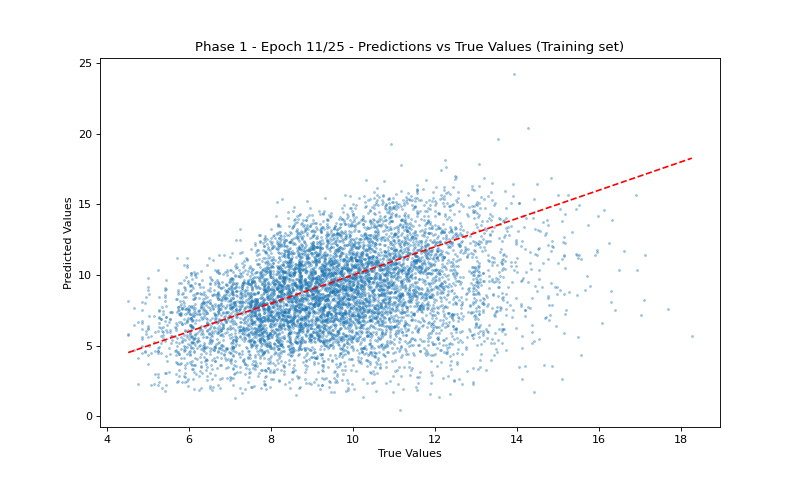 Phase 1 - Epoch 11/25 - Predictions vs True Values (Training set)
25
20
15
10
5
0
Predicted Values
4 6 8 10 12 14 16 18
True Values